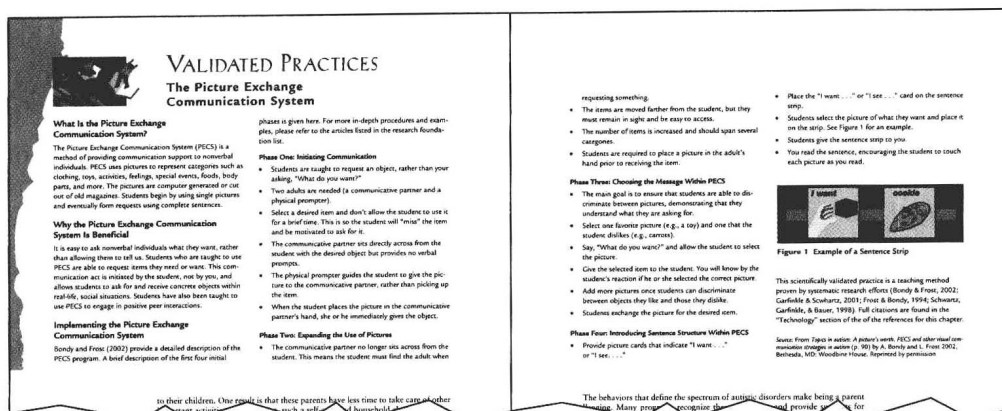 VALIDATED PRACTICES
The Picture Exchange
Communication System
What Is the Picture Exchange
Communication System?
The Picture Exchange Communication System (PECS) is a
method of providing communication support to nonverbal
individuals. PECS uses pictures to represent categories such as
clothing, toys, activities, feelings, special events, foods, body
parts, and more. The pictures are computer generated or cut
out of old magazines. Students begin by using single pictures
and eventually form requests using complete sentences.
Why the Picture Exchange Communication
System Is Beneficial
It is easy to ask nonverbal individuals what they want, rather
than allowing them to tell us. Students who are taught to use
PECS are able to request items they need or want. This com-
munication act is initiated by the student, not by you, and
allows students to ask for and receive concrete objects within
real-life, social situations. Students have also been taught to
use PECS to engage in positive peer interactions.
Implementing the Picture Exchange
Communication System
Bondy and Frost (2002) provide a detailed description of the
PECS program. A brief description of the first four initial
phases is given here. For more in-depth procedures and exam-
ples, please refer to the articles listed in the research founda-
tion list.
Phase One: Initiating Communication
• Students are taught to request an object, rather than your
asking, "What do you want?"
• Two adults are needed (a communicative partner and a
physical prompter).
• Select a desired item and don't allow the student to use it
for a brief time. This is so the student will "miss" the item
and be motivated to ask for it.
• The communicative partner sits directly across from the
student with the desired object but provides no verbal
prompts.
• The physical prompter guides the student to give the pic-
ture to the communicative partner, rather than picking up
the item.
• When the student places the picture in the communicative
partner's hand, she or he immediately gives the object.
Phase Two: Expanding the Use of Pictures
• The communicative partner no longer sits across from the
student. This means the student must find the adult when
to their children. One task is that these parents have less time to take care of other
requesting something.
• The items are moved farther from the student, but they
must remain in sight and be easy to access.
• The number of items is increased and should span several
categories.
• Students are required to place a picture in the adult's
hand prior to receiving the item.
Phase Three: Choosing the Message Within PECS
• The main goal is to ensure that students are able to dis-
criminate between pictures, demonstrating that they
understand what they are asking for.
• Select one favorite picture (e.g., a toy) and one that the
student dislikes (e.g., carrots).
• Say, "What do you want?" and allow the student to select
the picture.
• Give the selected item to the student. You will know by the
student's reaction if he or she selected the correct picture.
• Add more pictures once students can discriminate
between objects they like and those they dislike.
• Students exchange the picture for the desired item.
Phase Four: Introducing Sentence Structure Within PECS
• Provide picture cards that indicate "I want . . ."
or "I see. . . ."
• Place the "I want . . ." or "I see . . ." card on the sentence
strip.
• Students select the picture of what they want and place it
on the strip. See Figure 1 for an example.
• Students give the sentence strip to you.
• You read the sentence, encouraging the student to touch
each picture as you read.
I want cookie
Figure 1 Example of a Sentence Strip
This scientifically validated practice is a teaching method
proven by systematic research efforts (Bondy & Frost, 2002;
Garfinkle & Scwhartz, 2001; Frost & Bondy, 1994; Schwartz,
Garfinkle, & Bauer, 1998). Full citations are found in the
"Technology" section of the of the references for this chapter.
Source: From Topics in autism: A picture's worth. PECS and other visual com-
munication strategies in autism (p. 90) by A. Bondy and L. Frost 2002,
Bethesda, MD: Woodbine House. Reprinted by permission
The behaviors that define the spectrum of autistic disorders make being a parent
Many recognize and provide for